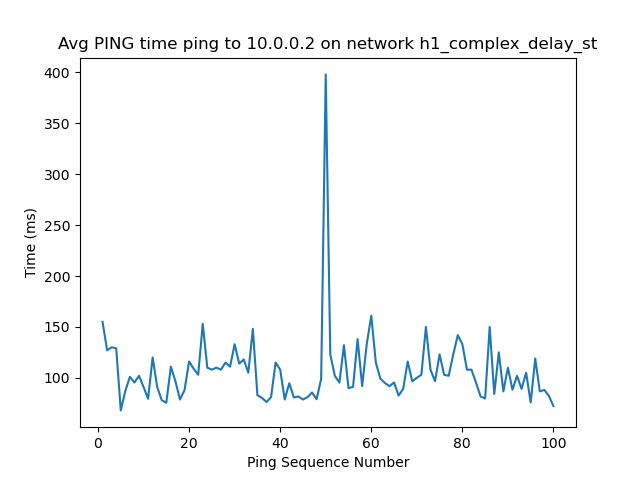 Avg PING time ping to 10.0.0.2 on network h1_complex_delay_st
400
350
300
250
200
150
100
Time (ms)
0 20 40 60 80 100
Ping Sequence Number